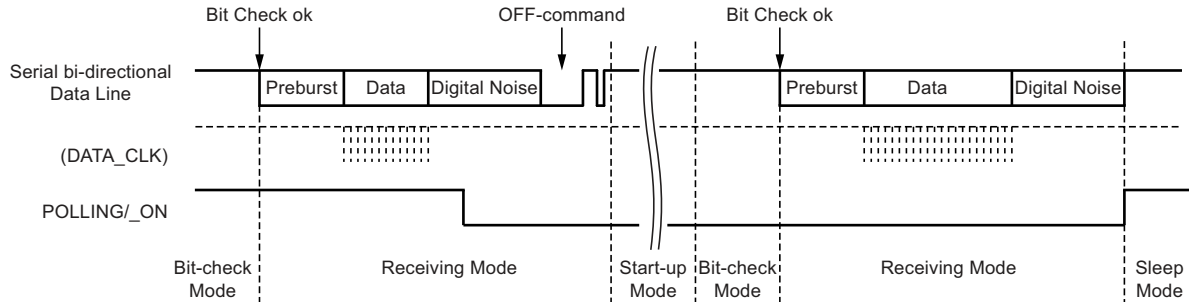 Bit Check ok
OFF-command
Bit Check ok
Serial bi-directional
Data Line
Preburst
Data
Digital Noise
Preburst
Data
Digital Noise
(DATA_CLK)
POLLING/_ON
Bit-check
Mode
Receiving Mode
Start-up
Mode
Bit-check
Mode
Receiving Mode
Sleep
Mode